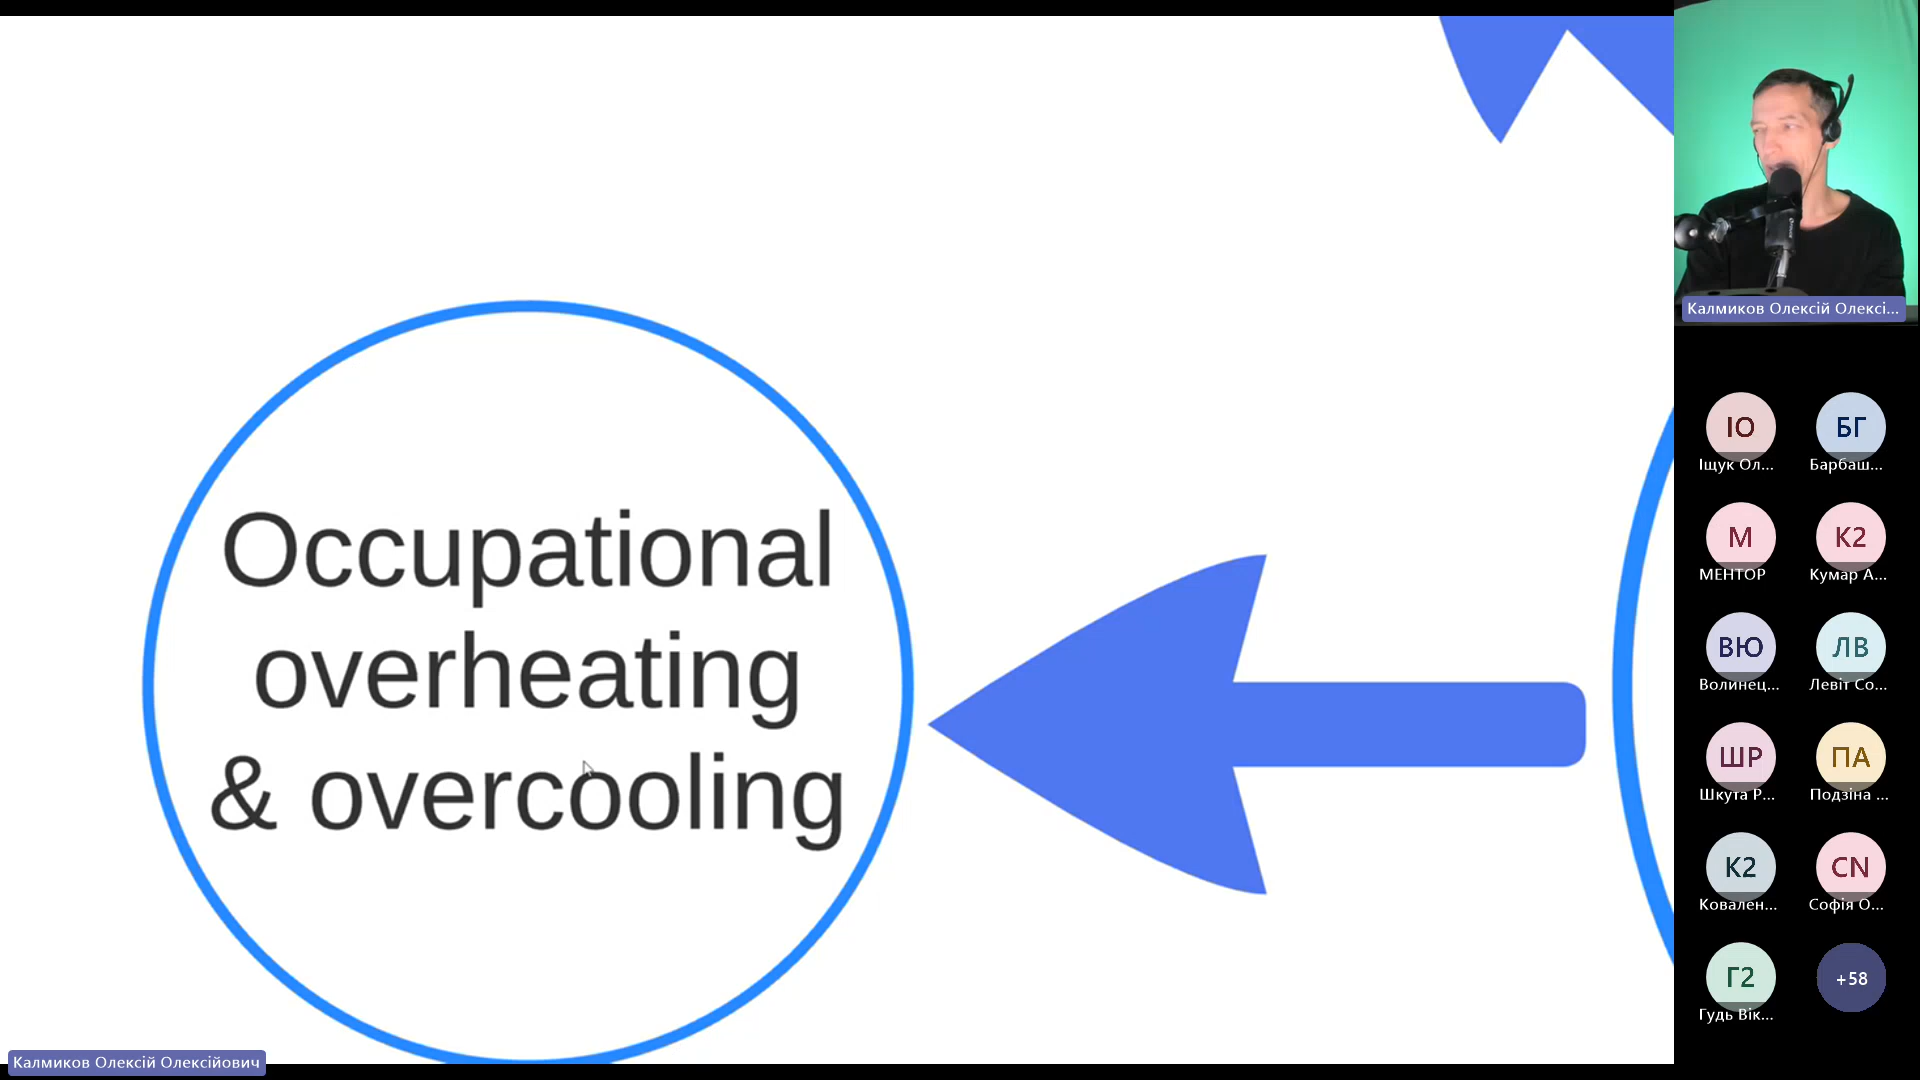 Occupational
overheating
& overcooling
Калмиков Олексій Олексійович
Калмиков Олексій Олексі...
ІО
Іщук Ол...
БГ
Барбаш...
М
МЕНТОР
К2
Кумар А...
ВЮ
Волинец...
ЛВ
Левіт Со...
ШР
Шкута Р...
ПА
Подзіна ...
К2
Ковален...
CN
Софія О...
Г2
Гудь Вік...
+58